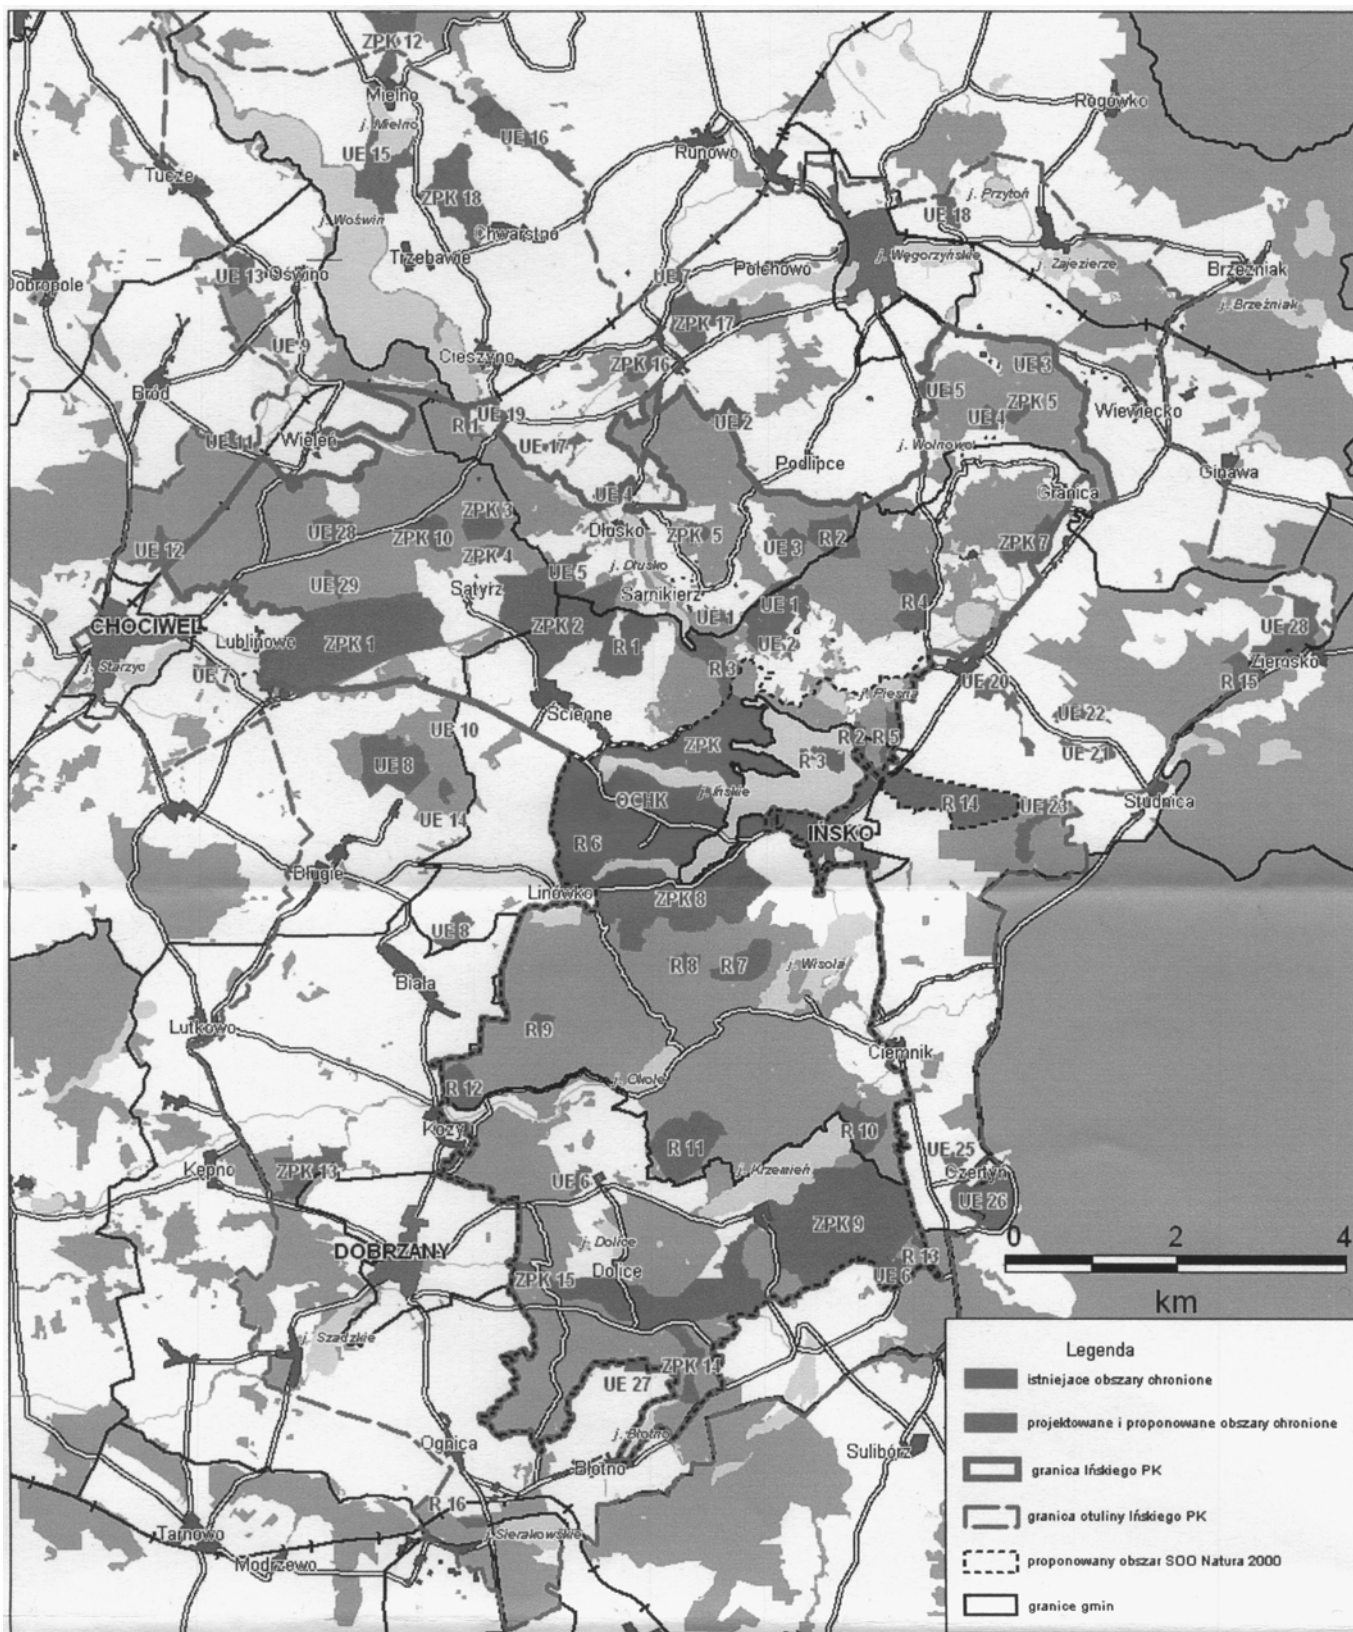 ZPK 12
Mielno
j. Mielno
Rogówko
UE 16
Runowo
UE 15
Tucze
ZPK 18
j. Przytoń
UE 18
j. Woświn
Chwarstno
Trzebawie
Połchowo
j. Węgorzyńskie
j. Zajezierze
Brzeźniak
UE 13
Oświno
UE 7
Dobropole
j. Brzeźniak
ZPK 17
UE 9
Cieszyno
ZPK 16
UE 3
Bród
UE 5
ZPK 5
Wiewiecko
UE 19
R 1
UE 2
UE 4
UE 11
Wieleń
UE 17
j. Wolnowo
Podlipce
Ginawa
UE 4
Granica
ZPK 3
Dłusko
UE 28
ZPK 10
ZPK 5
UE 3
R 2
ZPK 7
UE 12
ZPK 4
j. Dłusko
UE 29
Satyrz
UE 5
Sarnikierz
UE 1
R 4
CHOCIWEL
Lublinowo
ZPK 1
ZPK 2
R 1
UE 1
UE 2
UE 28
j. Starzyc
UE 7
R 3
Ziemsko
R 15
UE 20
j. Piesna
Ścienne
UE 22
UE 10
ZPK
R 2
R 5
UE 21
UE 8
R 3
OCHK
j. Ińskie
R 14
UE 23
Studnica
UE 14
R 6
IŃSKO
Długie
Linówko
ZPK 8
UE 8
R 8
R 7
j. Wisola
Biała
Lutkowo
R 9
Ciemnik
R 12
j. Okole
Kozy
R 11
R 10
UE 25
Kępno
ZPK 13
UE 6
j. Krzemień
Czertyń
UE 26
ZPK 9
0 2 4
DOBRZANY
j. Dolice
R 13
ZPK 15
Dolice
UE 6
km
j. Szadzkie
Legenda
ZPK 14
istniejace obszary chronione
UE 27
projektowane i proponowane obszary chronione
Ognica
j. Błotno
Sulibórz
Błotno
granica Ińskiego PK
R 16
granica otuliny Ińskiego PK
Tarnowo
j. Sierakowskie
Modrzewo
proponowany obszar SOO Natura 2000
granice gmin